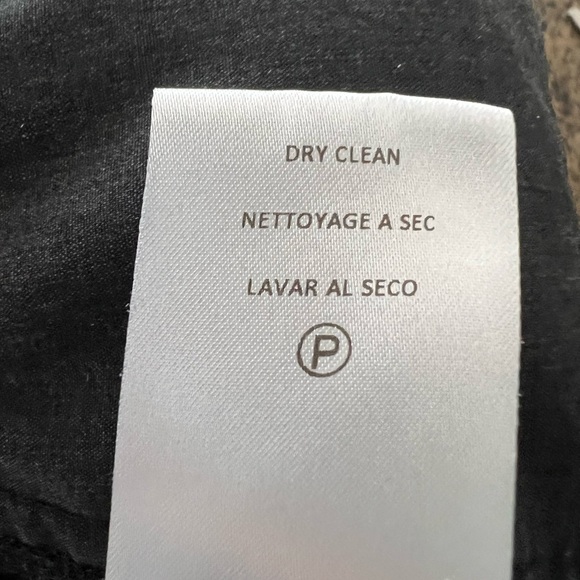 DRY CLEAN
NETTOYAGE A SEC
LAVAR AL SECO
P